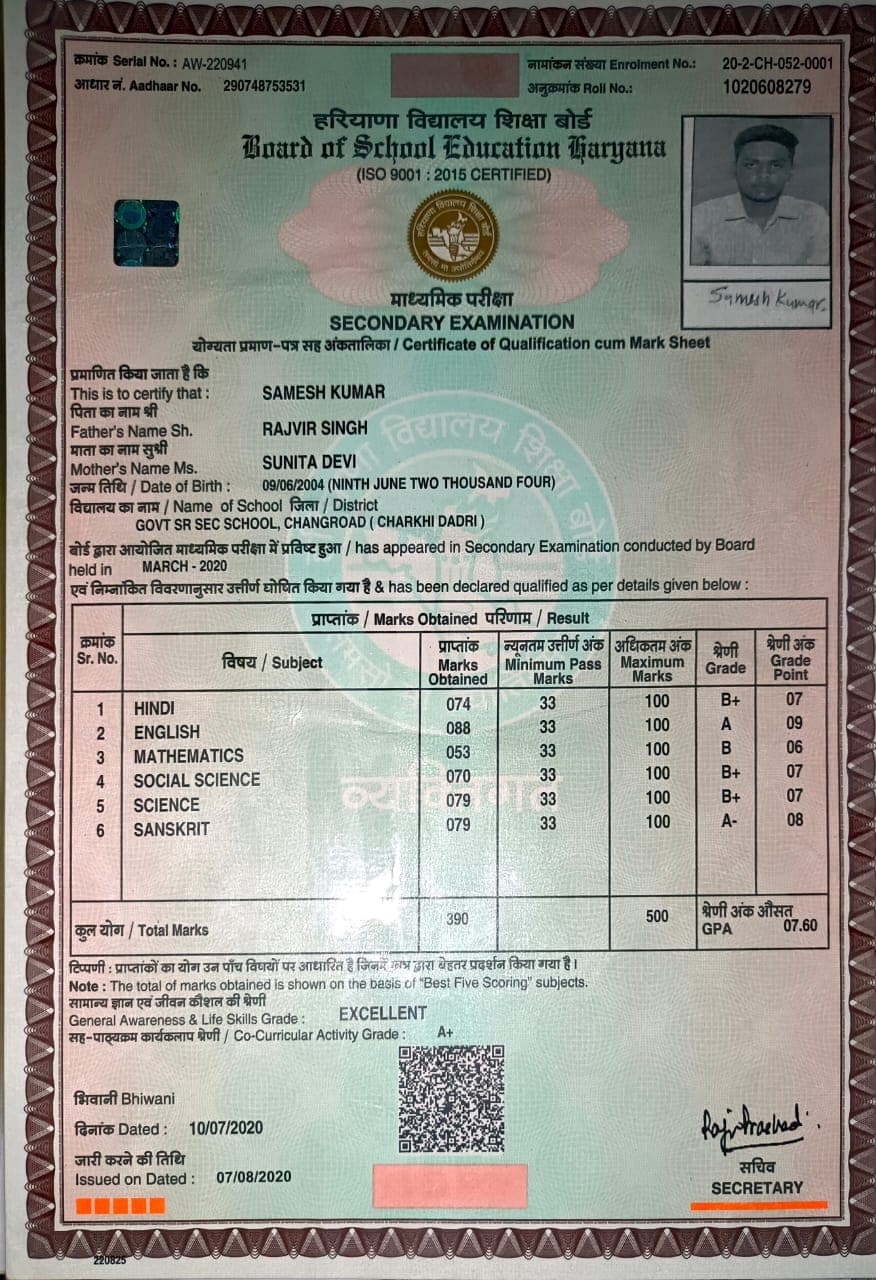 क्रमांक Serial No. : AW-220941
नामांकन संख्या Enrolment No.: 20-2-CH-052-0001
आधार नं. Aadhaar No. 290748753531
अनुक्रमांक Roll No.: 1020608279
हरियाणा विद्यालय शिक्षा बोर्ड
Board of School Education Haryana
(ISO 9001 : 2015 CERTIFIED)
हरियाणा विद्यालय शिक्षा बोर्ड
Samesh Kumar.
माध्यमिक परीक्षा
SECONDARY EXAMINATION
योग्यता प्रमाण-पत्र सह अंकतालिका / Certificate of Qualification cum Mark Sheet
प्रमाणित किया जाता है कि
This is to certify that : SAMESH KUMAR
पिता का नाम श्री
Father's Name Sh. RAJVIR SINGH
माता का नाम सुश्री
Mother's Name Ms. SUNITA DEVI
जन्म तिथि / Date of Birth : 09/06/2004 (NINTH JUNE TWO THOUSAND FOUR)
विद्यालय का नाम / Name of School जिला / District
GOVT SR SEC SCHOOL, CHANGROAD ( CHARKHI DADRI )
बोर्ड द्वारा आयोजित माध्यमिक परीक्षा में प्रविष्ट हुआ / has appeared in Secondary Examination conducted by Board
held in MARCH - 2020
एवं निम्नांकित विवरणानुसार उत्तीर्ण घोषित किया गया है & has been declared qualified as per details given below :
प्राप्तांक / Marks Obtained परिणाम / Result
क्रमांक Sr. No. विषय / Subject प्राप्तांक Marks Obtained न्यूनतम उत्तीर्ण अंक Minimum Pass Marks अधिकतम अंक Maximum Marks श्रेणी Grade श्रेणी अंक Grade Point
1 HINDI 074 33 100 B+ 07
2 ENGLISH 088 33 100 A 09
3 MATHEMATICS 053 33 100 B 06
4 SOCIAL SCIENCE 070 33 100 B+ 07
5 SCIENCE 079 33 100 B+ 07
6 SANSKRIT 079 33 100 A- 08
व्यक्तिगत
कुल योग / Total Marks 390 500 श्रेणी अंक औसत GPA 07.60
टिप्पणी : प्राप्तांकों का योग उन पाँच विषयों पर आधारित है जिनमें द्वारा बेहतर प्रदर्शन किया गया है।
Note : The total of marks obtained is shown on the basis of "Best Five Scoring" subjects.
सामान्य ज्ञान एवं जीवन कौशल की श्रेणी
General Awareness & Life Skills Grade : EXCELLENT
सह-पाठ्यक्रम कार्यकलाप श्रेणी / Co-Curricular Activity Grade : A+
भिवानी Bhiwani
दिनांक Dated : 10/07/2020
जारी करने की तिथि
Issued on Dated : 07/08/2020
सचिव
SECRETARY
220825